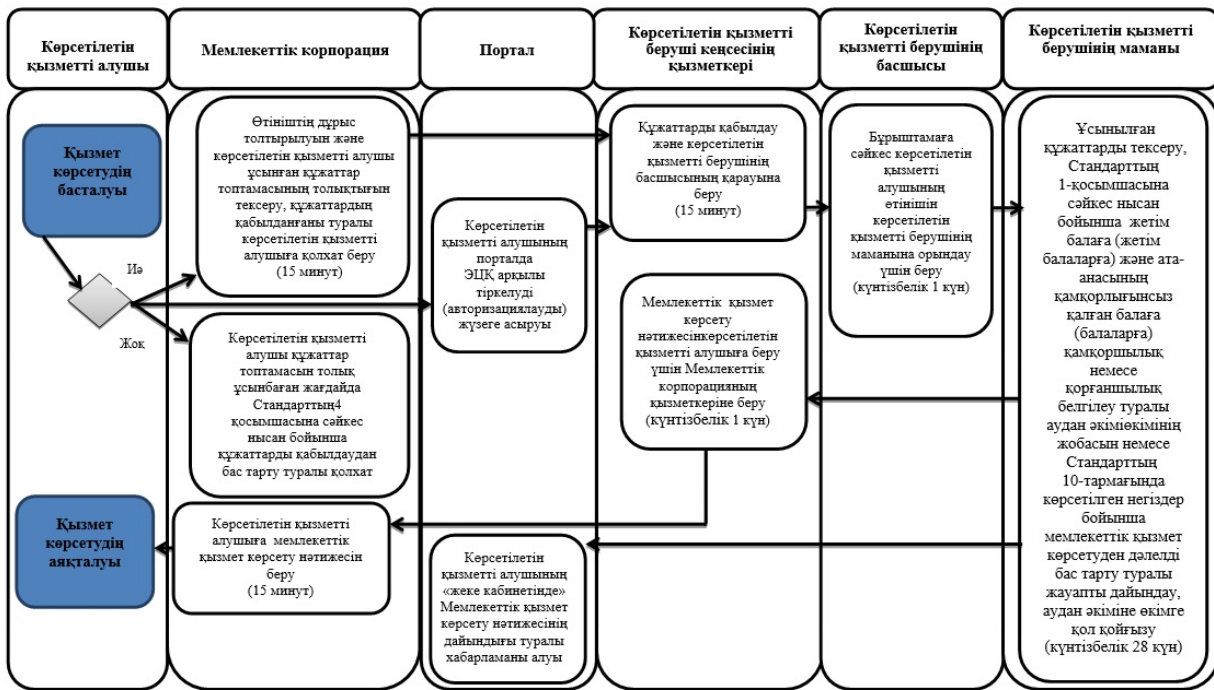 Көрсетілетін
қызметті алушы
Мемлекеттік корпорация
Портал
Көрсетілетін қызметті
беруші кеңсесінің
қызметкері
Көрсетілетін
қызметті берушінің
басшысы
Көрсетілетін қызметті
берушінің маманы
Қызмет
көрсетудің
басталуы
Иә
Жоқ
Қызмет
көрсетудің
аяқталуы
Өтініштің дұрыс
толтырылуын және
көрсетілетін қызметті алушы
ұсынған құжаттар
топтамасының толықтығын
тексеру, құжаттардың
қабылданғаны туралы
көрсетілетін қызметті
алушыға қолхат беру
(15 минут)
Көрсетілетін қызметті
алушы құжаттар
топтамасын толық
ұсынбаған жағдайда
Стандарттың4
қосымшасына сәйкес
нысан бойынша
құжаттарды қабылдаудан
бас тарту туралы қолхат
Көрсетілетін қызметті
алушыға мемлекеттік
қызмет көрсету нәтижесін
беру
(15 минут)
Көрсетілетін
қызметті алушының
порталда
ЭЦҚ арқылы
тіркелуді
(авторизациялауды)
жүзеге асыруы
Көрсетілетін
қызметті алушының
«жеке кабинетінде»
Мемлекеттік қызмет
көрсету нәтижесінің
дайындығы туралы
хабарламаны алуы
Құжаттарды қабылдау
және көрсетілетін
қызметті берушінің
басшысының қарауына
беру
(15 минут)
Мемлекеттік қызмет
көрсету
нәтижесінкөрсетілетін
қызметті алушыға беру
үшін Мемлекеттік
корпорацияның
қызметкеріне беру
(күнтізбелік 1 күн)
Бұрыштамаға
сәйкес көрсетілетін
қызметті
алушының
өтінішін
көрсетілетін
қызметті берушінің
маманына орындау
үшін беру
(күнтізбелік 1 күн)
Ұсынылған
құжаттарды тексеру,
Стандарттың
1-қосымшасына
сәйкес нысан
бойынша жетім
балаға (жетім
балаларға) және ата-
анасының
қамқорлығынсыз
қалған балаға
(балаларға)
қамқоршылық
немесе
қорғаншылық
белгілеу туралы
аудан әкіміөкімінің
жобасын немесе
Стандарттың
10-тармағында
көрсетілген негіздер
бойынша
мемлекеттік қызмет
көрсетуден дәлелді
бас тарту туралы
жауапты дайындау,
аудан әкіміне өкімге
қол қойғызу
(күнтізбелік 28 күн)